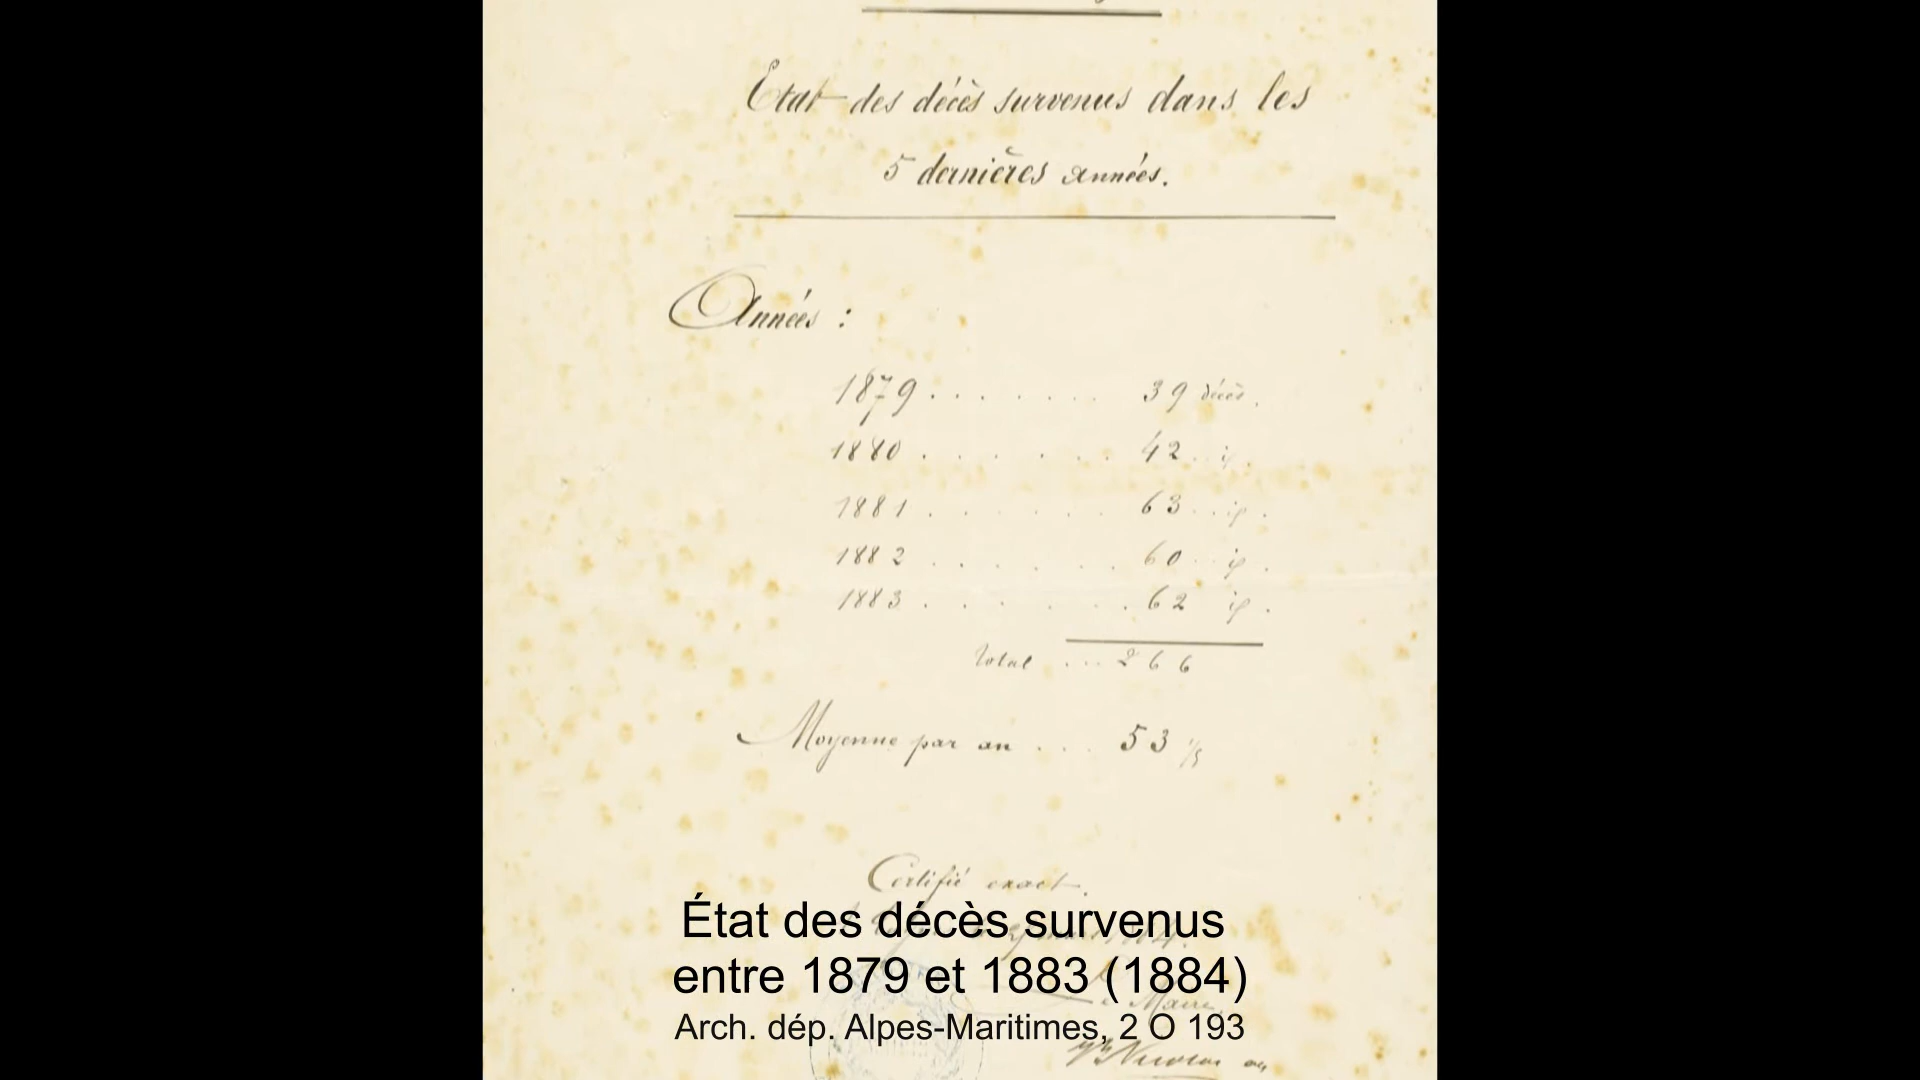 État des décès survenus dans les
5 dernières années.
Années :
1879 . . . . . . . 39 décès.
1880 . . . . . . 42 . id.
1881 . . . . . . 63 . . id.
1882 . . . . . . 60 . . id.
1883 . . . . . . 62 id.
Total . . . . 266
Moyenne par an . . . 53 1/5
Certifié exact.
Maire
État des décès survenus
entre 1879 et 1883 (1884)
Arch. dép. Alpes-Maritimes, 2 O 193